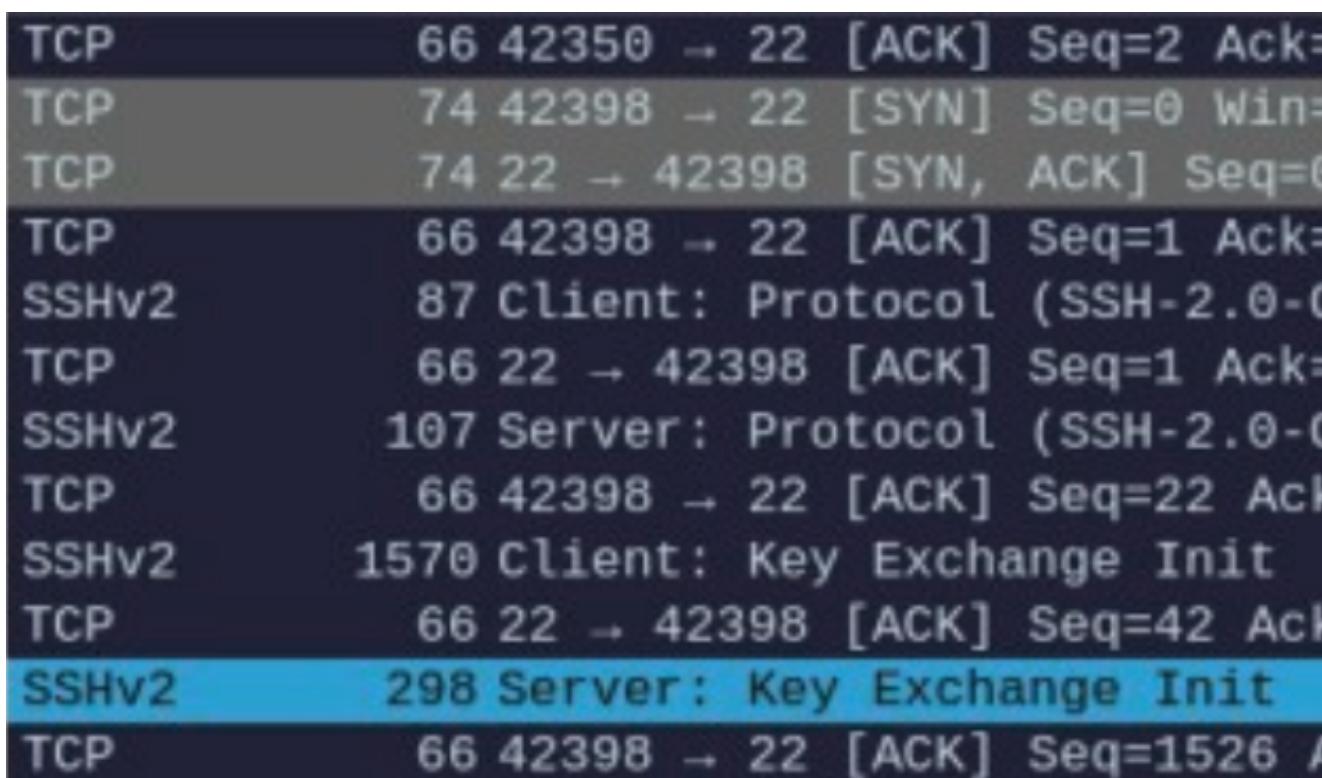 TCP 66 42350 → 22 [ACK] Seq=2 Ack=
TCP 74 42398 → 22 [SYN] Seq=0 Win=
TCP 74 22 → 42398 [SYN, ACK] Seq=0
TCP 66 42398 → 22 [ACK] Seq=1 Ack=
SSHv2 87 Client: Protocol (SSH-2.0-
TCP 66 22 → 42398 [ACK] Seq=1 Ack=
SSHv2 107 Server: Protocol (SSH-2.0-
TCP 66 42398 → 22 [ACK] Seq=22 Ack
SSHv2 1570 Client: Key Exchange Init
TCP 66 22 → 42398 [ACK] Seq=42 Ack
SSHv2 298 Server: Key Exchange Init
TCP 66 42398 → 22 [ACK] Seq=1526